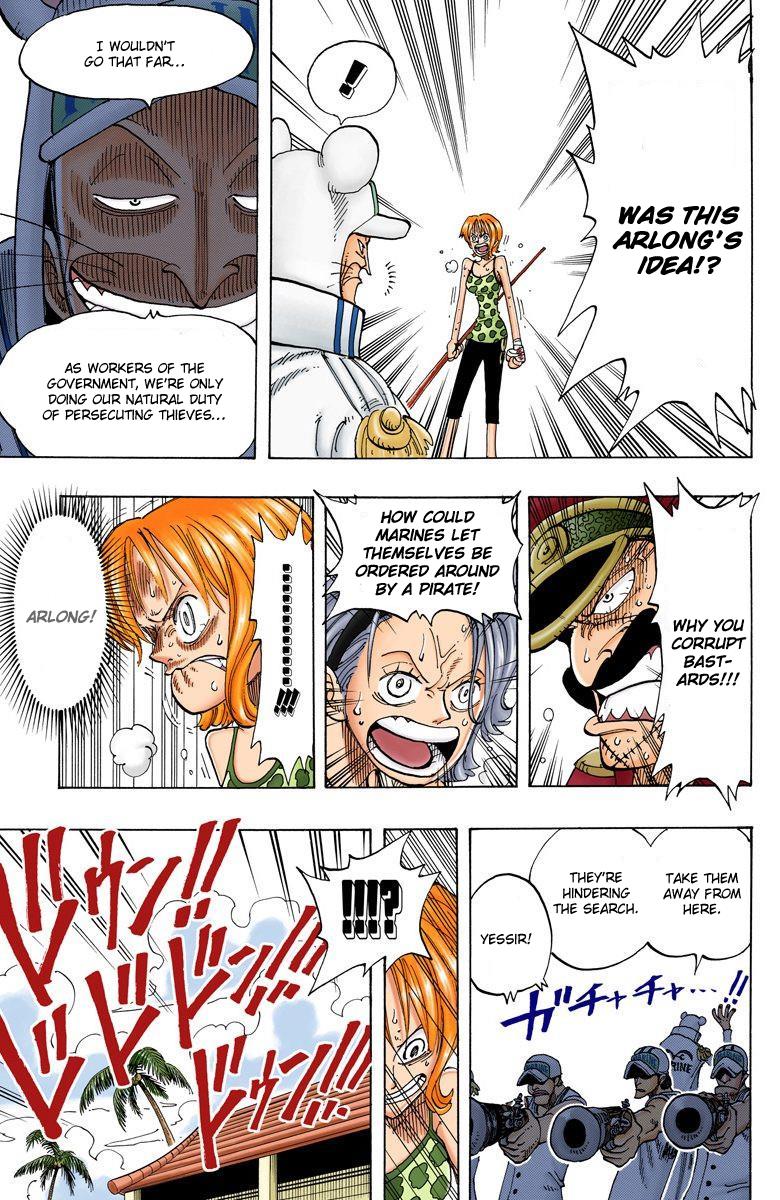 WAS THIS
ARLONG'S
IDEA!?
!
I WOULDN'T
GO THAT FAR...
AS WORKERS OF THE
GOVERNMENT, WE'RE ONLY
DOING OUR NATURAL DUTY
OF PERSECUTING THIEVES...
WHY YOU
CORRUPT
BAST-
ARDS!!!
HOW COULD
MARINES LET
THEMSELVES BE
ORDERED AROUND
BY A PIRATE!
............!!!
ARLONG!
TAKE THEM
AWAY FROM
HERE.
THEY'RE
HINDERING
THE SEARCH.
YESSIR!
ガチャチャ…!!
RINE
!!!?
ドゥン!!
ドドドン!!!
ドゥン!!